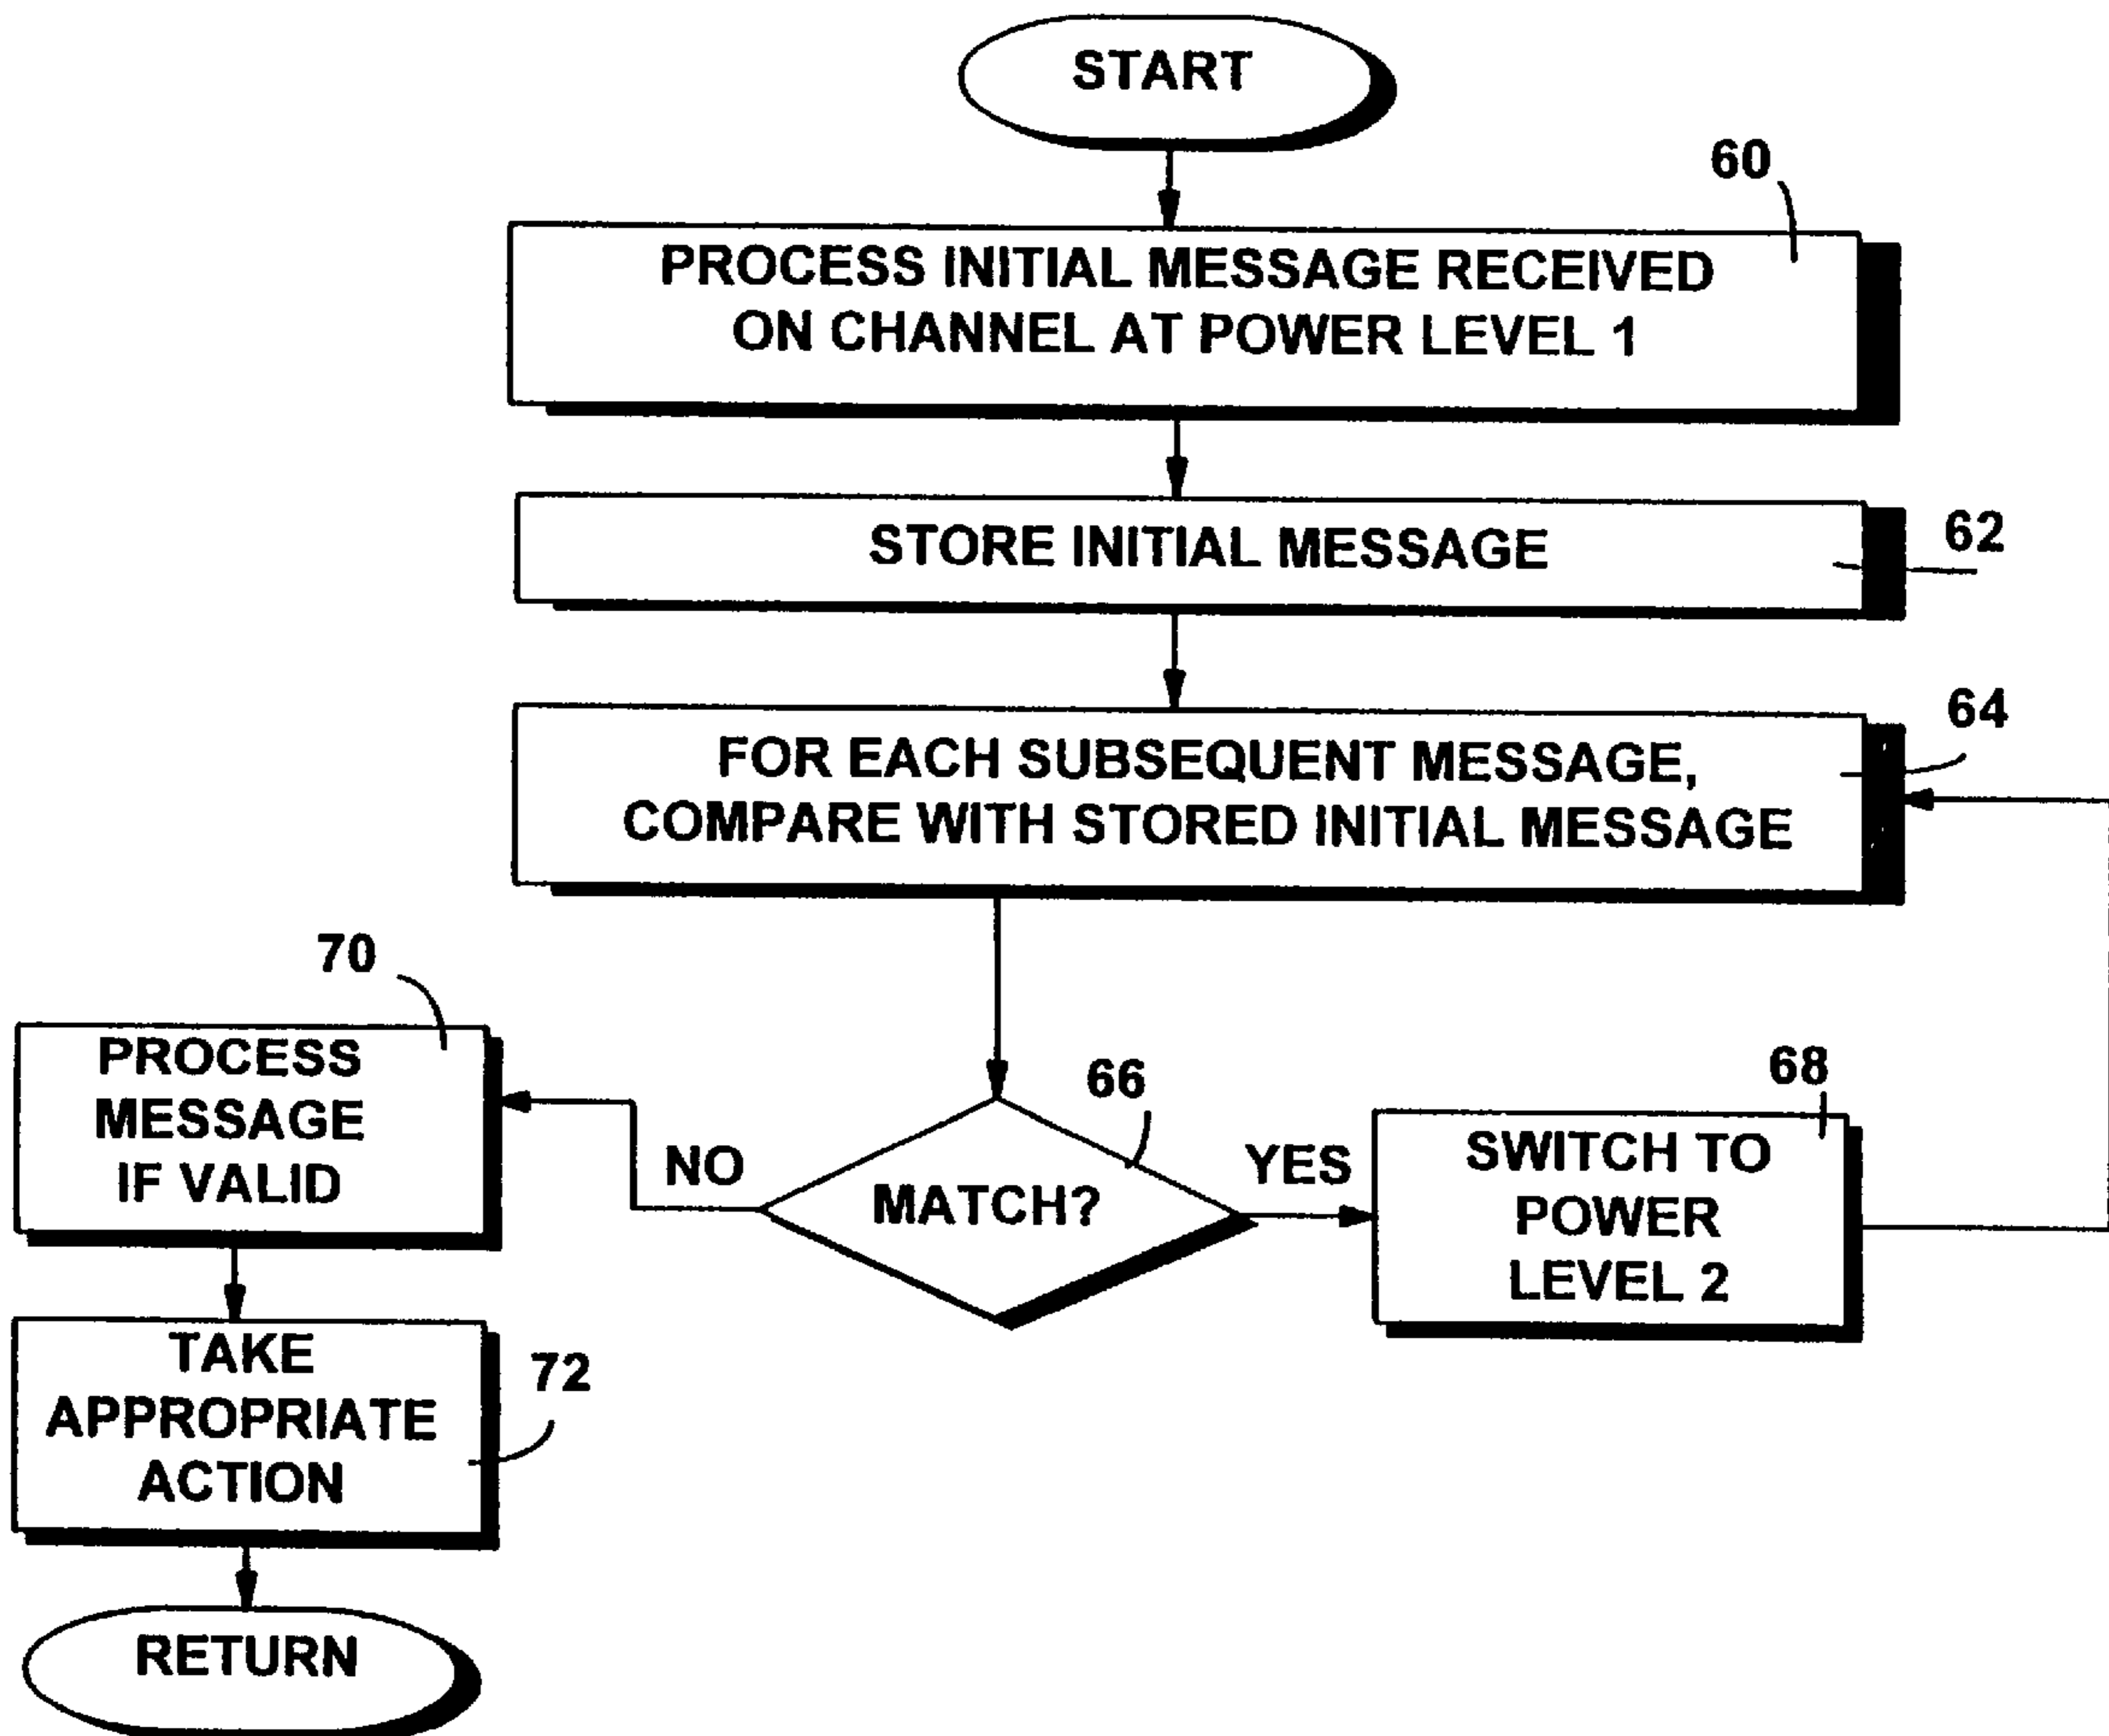 START
60
PROCESS INITIAL MESSAGE RECEIVED
ON CHANNEL AT POWER LEVEL 1
STORE INITIAL MESSAGE
62
64
FOR EACH SUBSEQUENT MESSAGE,
COMPARE WITH STORED INITIAL MESSAGE
66
MATCH?
YES
68
SWITCH TO
POWER
LEVEL 2
NO
70
PROCESS
MESSAGE
IF VALID
72
TAKE
APPROPRIATE
ACTION
RETURN